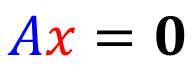 Ax = 0